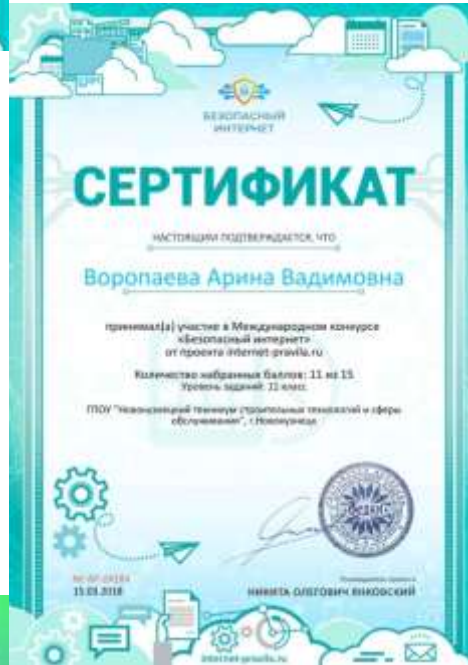 БЕЗОПАСНЫЙ
ИНТЕРНЕТ
СЕРТИФИКАТ
НАСТОЯЩИМ ПОДТВЕРЖДАЕТСЯ, ЧТО
Воропаева Арина Вадимовна
принимал(а) участие в Международном конкурсе
«Безопасный интернет»
от проекта internet-pravila.ru
Количество набранных баллов: 11 из 15
Уровень заданий: 11 класс
ГПОУ "Новокузнецкий техникум строительных технологий и сферы
обслуживания", г.Новокузнецк
15.03.2018
НИКИТА ОЛЕГОВИЧ ЯНКОВСКИЙ
internet-pravila.ru